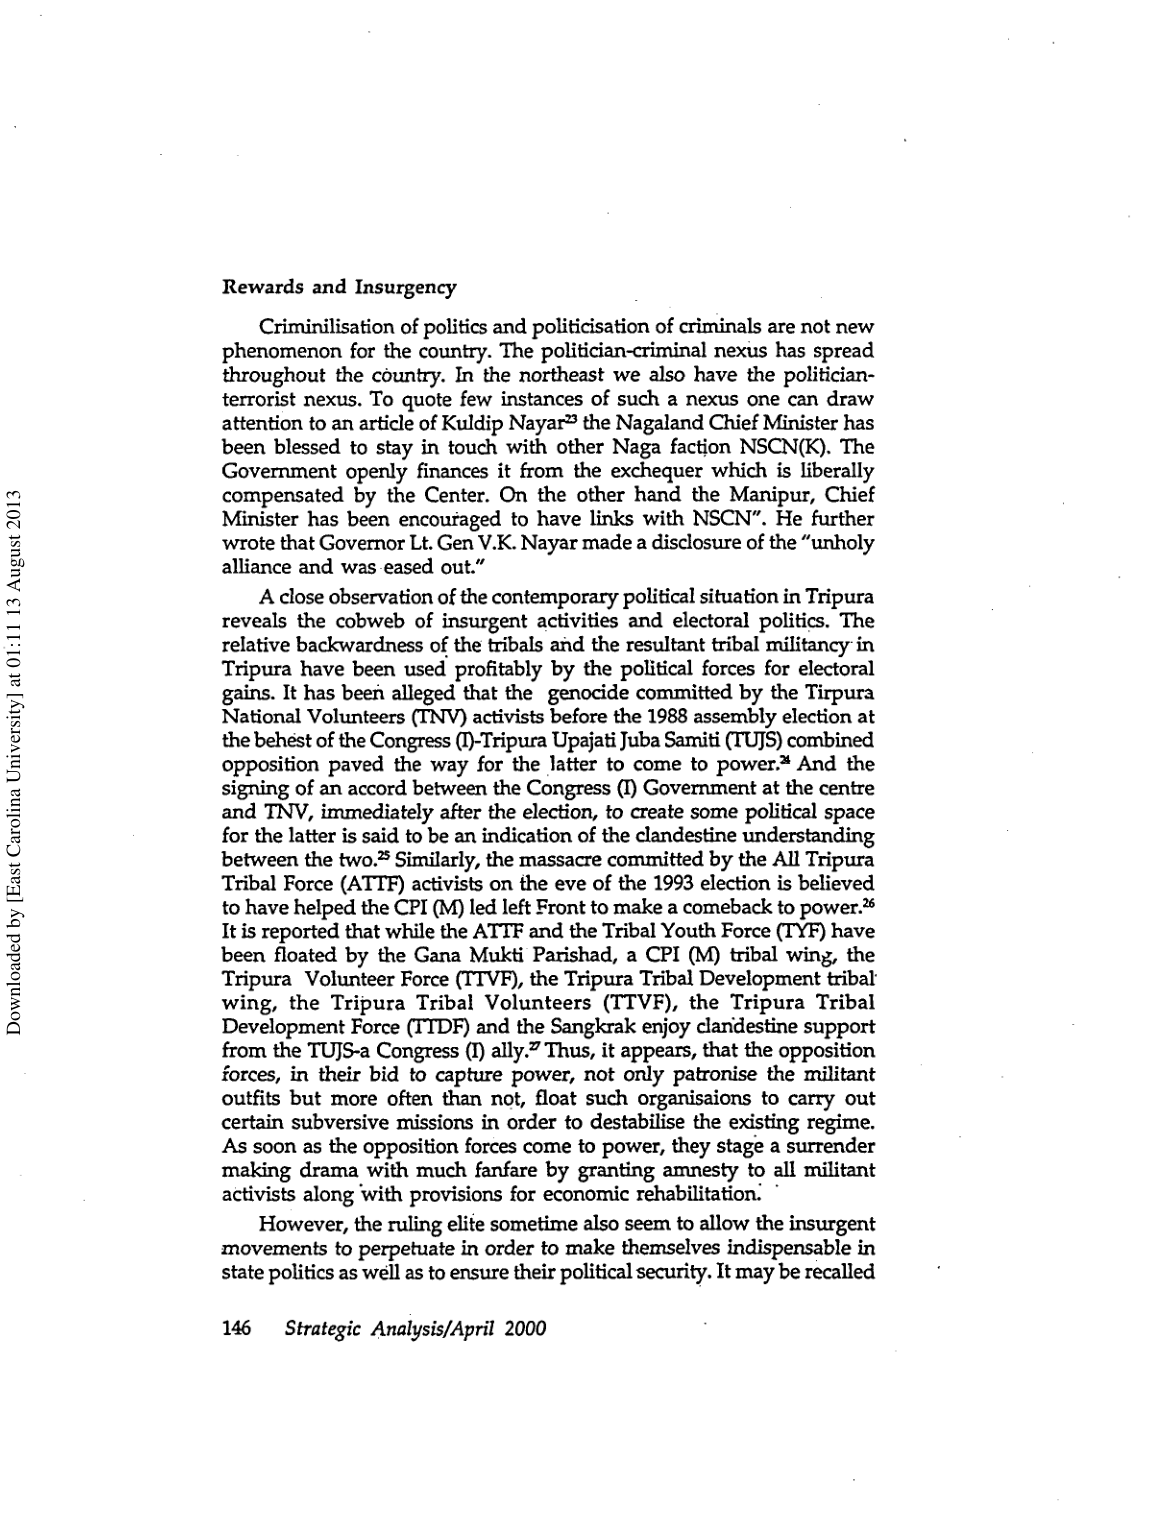 Rewards and Insurgency
Criminilisation of politics and politicisation of criminals are not new
phenomenon for the country. The politician-criminal nexus has spread
throughout the country. In the northeast we also have the politician-
terrorist nexus. To quote few instances of such a nexus one can draw
attention to an article of Kuldip Nayar²³ the Nagaland Chief Minister has
been blessed to stay in touch with other Naga faction NSCN(K). The
Government openly finances it from the exchequer which is liberally
compensated by the Center. On the other hand the Manipur, Chief
Minister has been encouraged to have links with NSCN". He further
wrote that Governor Lt. Gen V.K. Nayar made a disclosure of the "unholy
alliance and was eased out."
A close observation of the contemporary political situation in Tripura
reveals the cobweb of insurgent activities and electoral politics. The
relative backwardness of the tribals and the resultant tribal militancy in
Tripura have been used profitably by the political forces for electoral
gains. It has been alleged that the genocide committed by the Tirpura
National Volunteers (TNV) activists before the 1988 assembly election at
the behest of the Congress (I)-Tripura Upajati Juba Samiti (TUJS) combined
opposition paved the way for the latter to come to power.²⁴ And the
signing of an accord between the Congress (I) Government at the centre
and TNV, immediately after the election, to create some political space
for the latter is said to be an indication of the clandestine understanding
between the two.²⁵ Similarly, the massacre committed by the All Tripura
Tribal Force (ATTF) activists on the eve of the 1993 election is believed
to have helped the CPI (M) led left Front to make a comeback to power.²⁶
It is reported that while the ATTF and the Tribal Youth Force (TYF) have
been floated by the Gana Mukti Parishad, a CPI (M) tribal wing, the
Tripura Volunteer Force (TTVF), the Tripura Tribal Development tribal
wing, the Tripura Tribal Volunteers (TTVF), the Tripura Tribal
Development Force (TTDF) and the Sangkrak enjoy clandestine support
from the TUJS-a Congress (I) ally.²⁷ Thus, it appears, that the opposition
forces, in their bid to capture power, not only patronise the militant
outfits but more often than not, float such organisaions to carry out
certain subversive missions in order to destabilise the existing regime.
As soon as the opposition forces come to power, they stage a surrender
making drama with much fanfare by granting amnesty to all militant
activists along with provisions for economic rehabilitation.
However, the ruling elite sometime also seem to allow the insurgent
movements to perpetuate in order to make themselves indispensable in
state politics as well as to ensure their political security. It may be recalled
146 Strategic Analysis/April 2000
Downloaded by [East Carolina University] at 01:11 13 August 2013